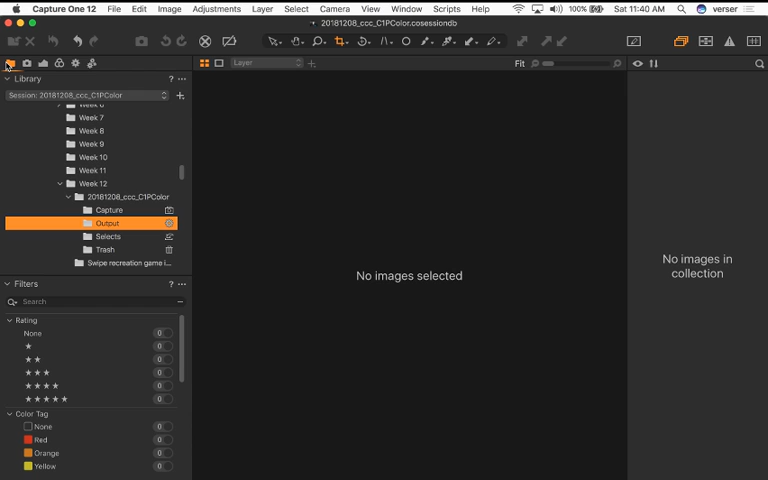 Capture One 12 File Edit Image Adjustments Layer Select Camera View Window Scripts Help 100% Sat 11:40 AM verser
20181208_ccc_C1PColor.cosessiondb
Layer Fit
Library ? ...
Session: 20181208_ccc_C1PColor
Week 6
Week 7
Week 8
Week 9
Week 10
Week 11
Week 12
20181208_ccc_C1PColor
Capture
Output
Selects
Trash
Swipe recreation game i...
Filters ? ...
Search
Rating
None 0
★ 0
★★ 0
★★★ 0
★★★★ 0
★★★★★ 0
Color Tag
None 0
Red 0
Orange 0
Yellow 0
No images selected
No images in
collection